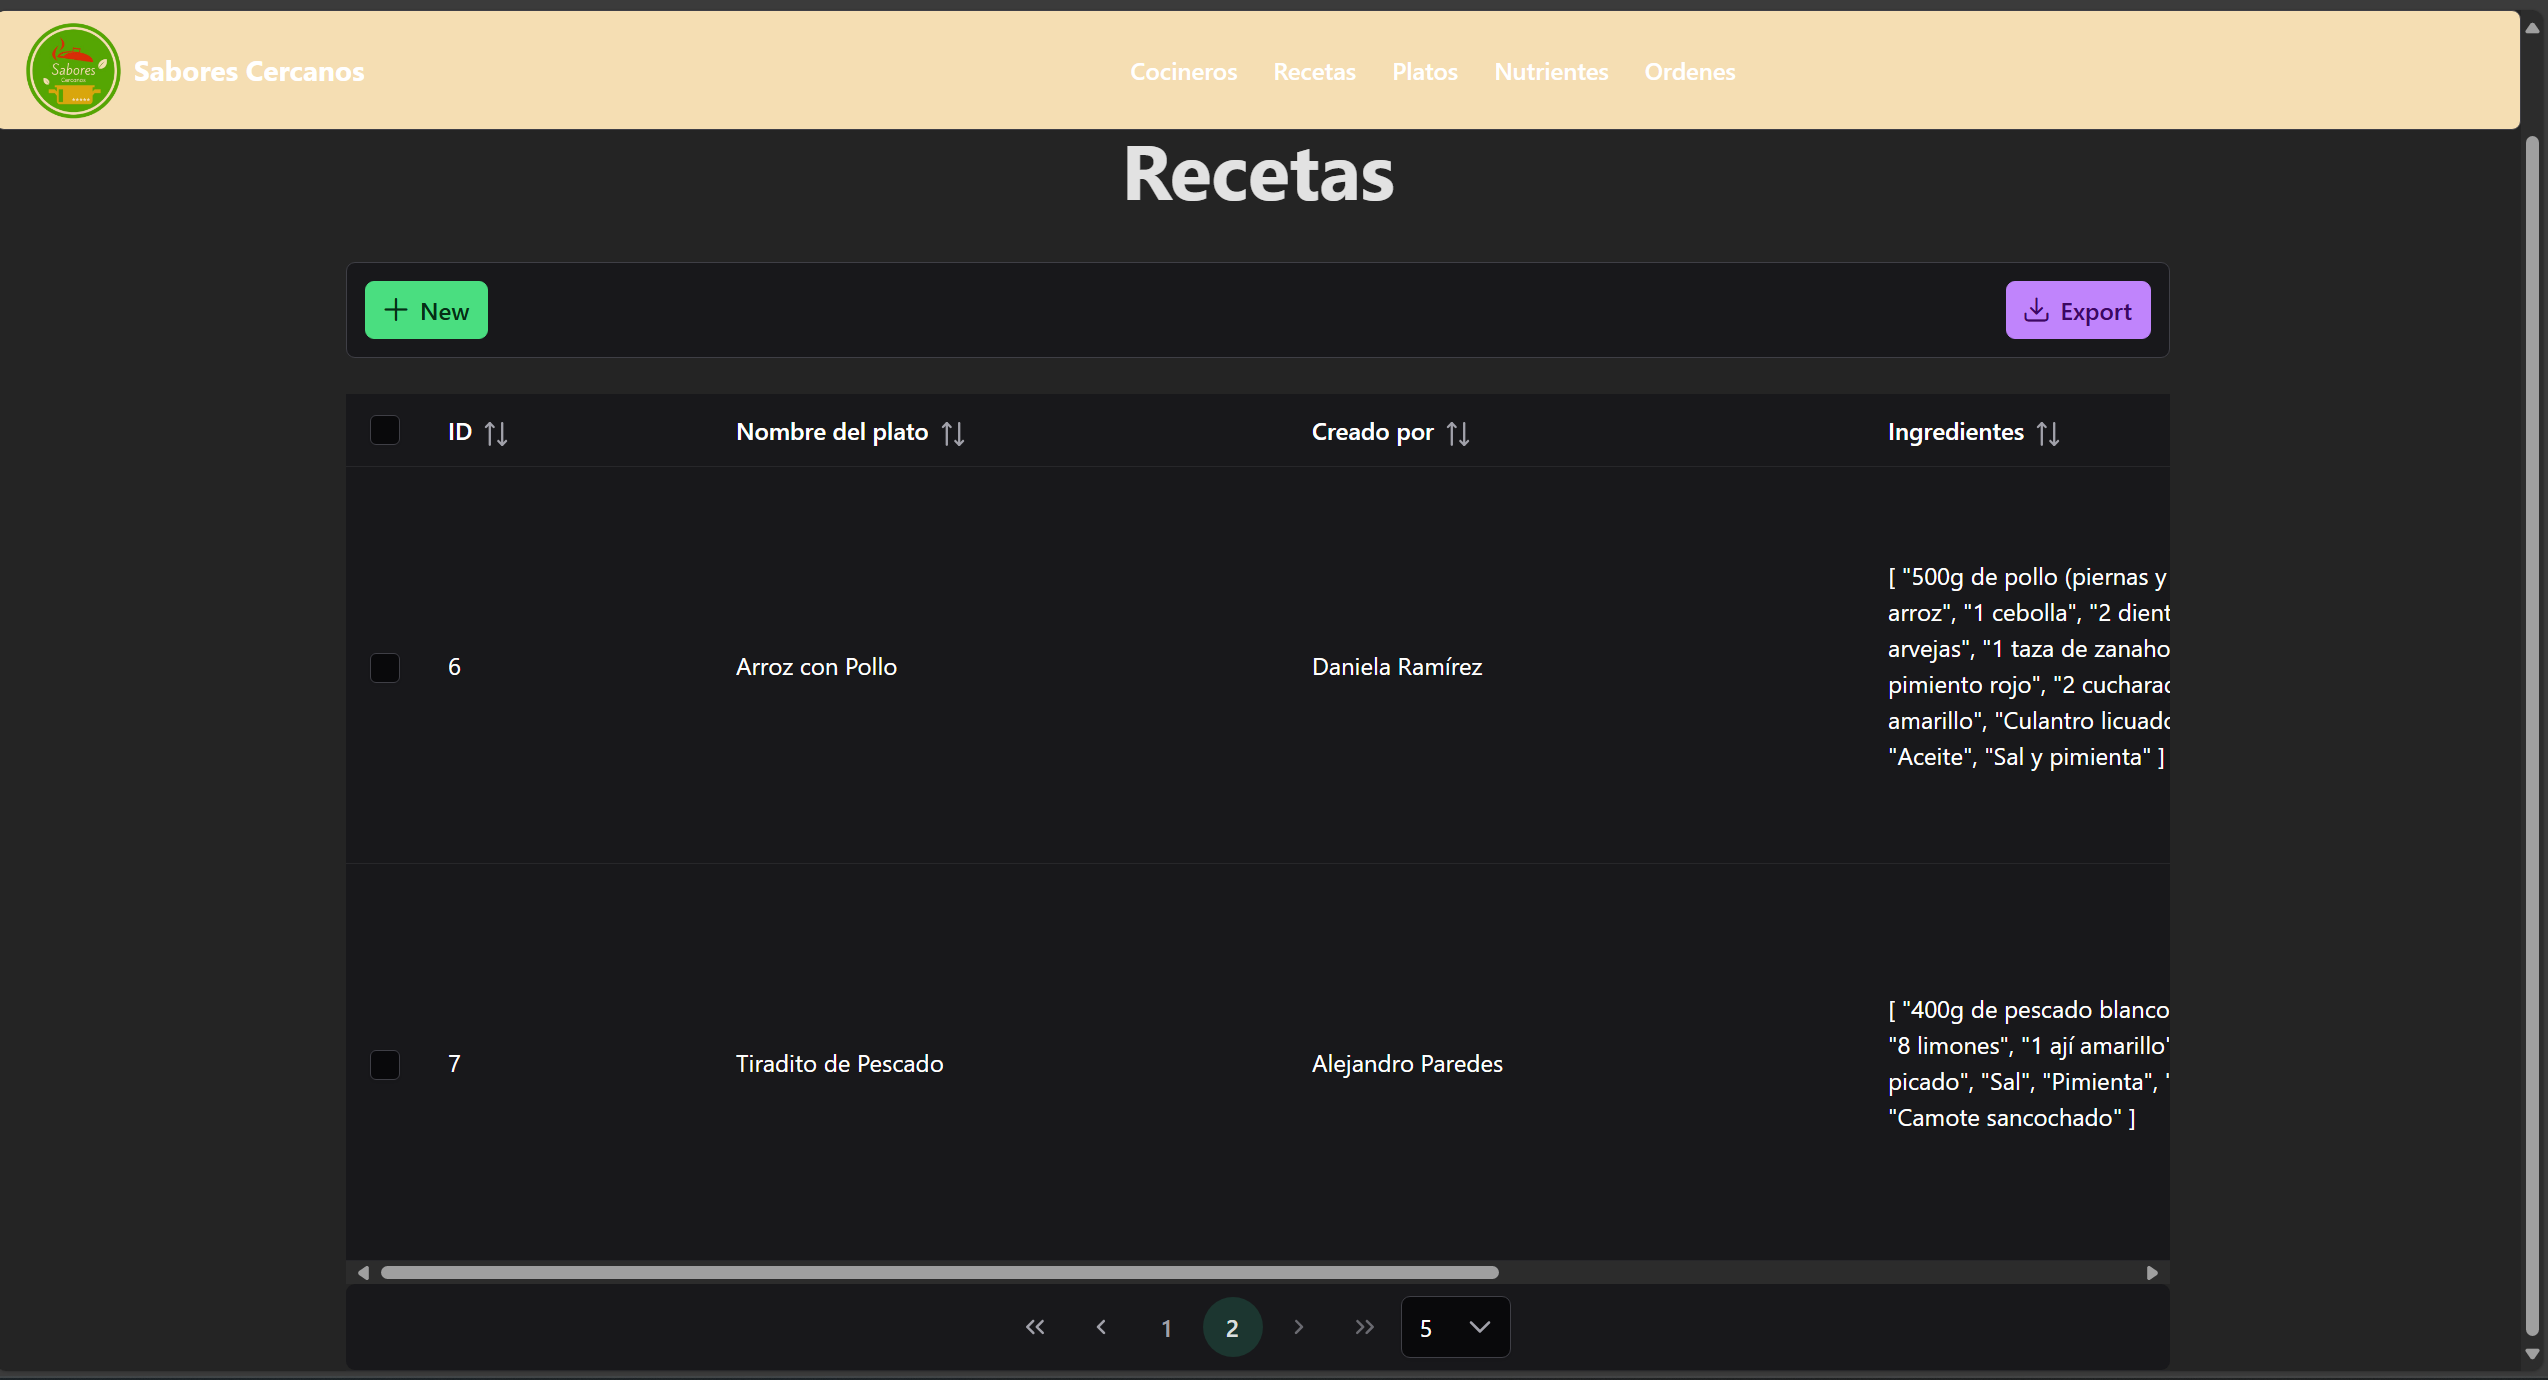 Sabores
Cercanos
Sabores Cercanos
Cocineros Recetas Platos Nutrientes Ordenes
Recetas
New
Export
ID Nombre del plato Creado por Ingredientes
6 Arroz con Pollo Daniela Ramírez
[ "500g de pollo (piernas y
arroz", "1 cebolla", "2 dient
arvejas", "1 taza de zanaho
pimiento rojo", "2 cucharad
amarillo", "Culantro licuado
"Aceite", "Sal y pimienta" ]
7 Tiradito de Pescado Alejandro Paredes
[ "400g de pescado blanco
"8 limones", "1 ají amarillo"
picado", "Sal", "Pimienta", "
"Camote sancochado" ]
1 2 5